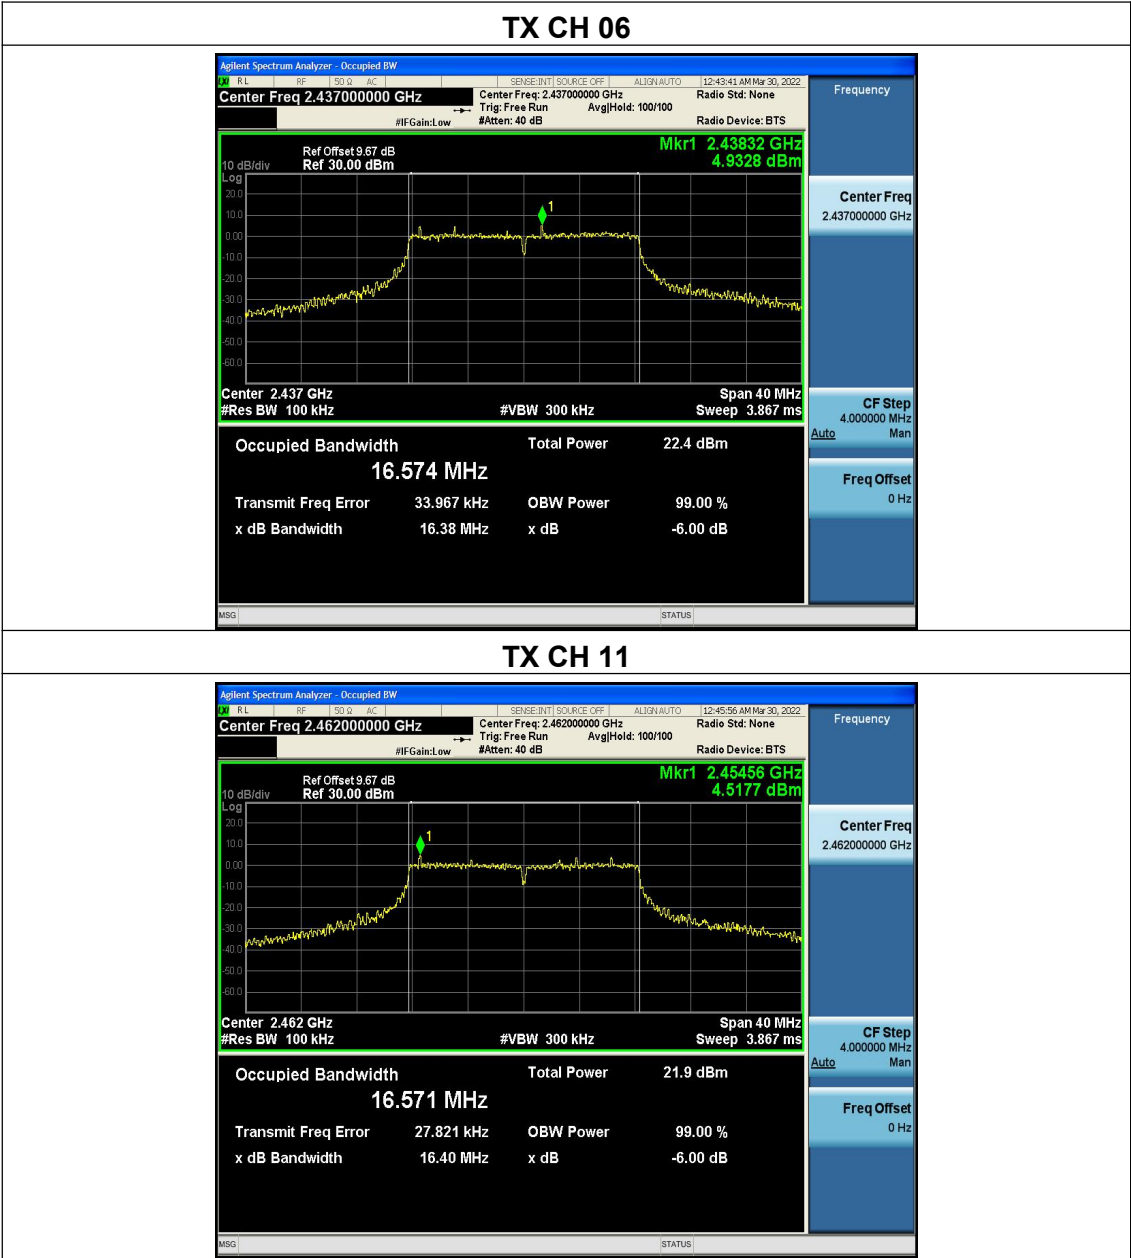 TX CH 06
Agilent Spectrum Analyzer - Occupied BW
LXI RL RF 50 Ω AC SENSE:INT SOURCE OFF ALIGN AUTO 12:43:41 AM Mar 30, 2022
Center Freq 2.437000000 GHz Center Freq: 2.437000000 GHz Radio Std: None
Trig: Free Run Avg|Hold: 100/100
#IFGain:Low #Atten: 40 dB Radio Device: BTS
Frequency
Mkr1 2.43832 GHz
4.9328 dBm
Ref Offset 9.67 dB
10 dB/div Ref 30.00 dBm
Log
20.0
10.0
0.00
-10.0
-20.0
-30.0
-40.0
-50.0
-60.0
1
Center 2.437 GHz Span 40 MHz
#Res BW 100 kHz #VBW 300 kHz Sweep 3.867 ms
Occupied Bandwidth Total Power 22.4 dBm
16.574 MHz
Transmit Freq Error 33.967 kHz OBW Power 99.00 %
x dB Bandwidth 16.38 MHz x dB -6.00 dB
Center Freq
2.437000000 GHz
CF Step
4.000000 MHz
Auto Man
Freq Offset
0 Hz
MSG STATUS
TX CH 11
Agilent Spectrum Analyzer - Occupied BW
LXI RL RF 50 Ω AC SENSE:INT SOURCE OFF ALIGN AUTO 12:45:56 AM Mar 30, 2022
Center Freq 2.462000000 GHz Center Freq: 2.462000000 GHz Radio Std: None
Trig: Free Run Avg|Hold: 100/100
#IFGain:Low #Atten: 40 dB Radio Device: BTS
Frequency
Mkr1 2.45456 GHz
4.5177 dBm
Ref Offset 9.67 dB
10 dB/div Ref 30.00 dBm
Log
20.0
10.0
0.00
-10.0
-20.0
-30.0
-40.0
-50.0
-60.0
1
Center 2.462 GHz Span 40 MHz
#Res BW 100 kHz #VBW 300 kHz Sweep 3.867 ms
Occupied Bandwidth Total Power 21.9 dBm
16.571 MHz
Transmit Freq Error 27.821 kHz OBW Power 99.00 %
x dB Bandwidth 16.40 MHz x dB -6.00 dB
Center Freq
2.462000000 GHz
CF Step
4.000000 MHz
Auto Man
Freq Offset
0 Hz
MSG STATUS